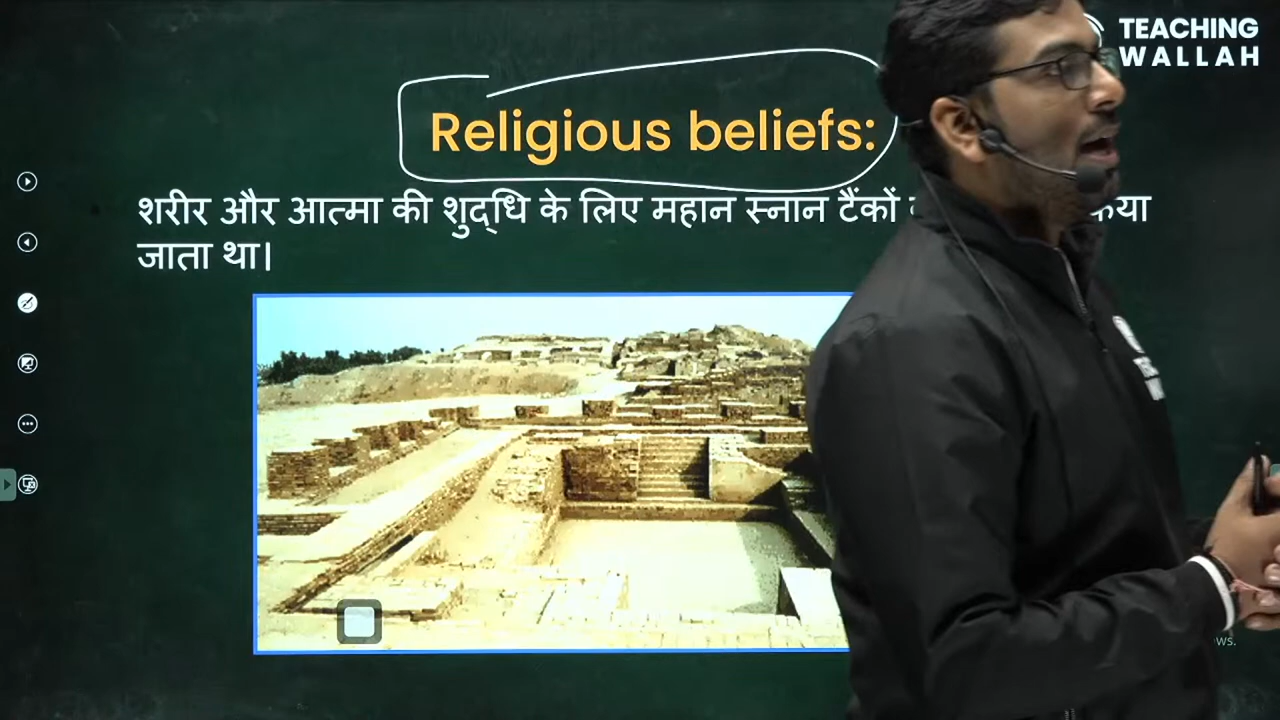 TEACHING
WALLAH
Religious beliefs:
शरीर और आत्मा की शुद्धि के लिए महान स्नान टैंकों
जाता था।